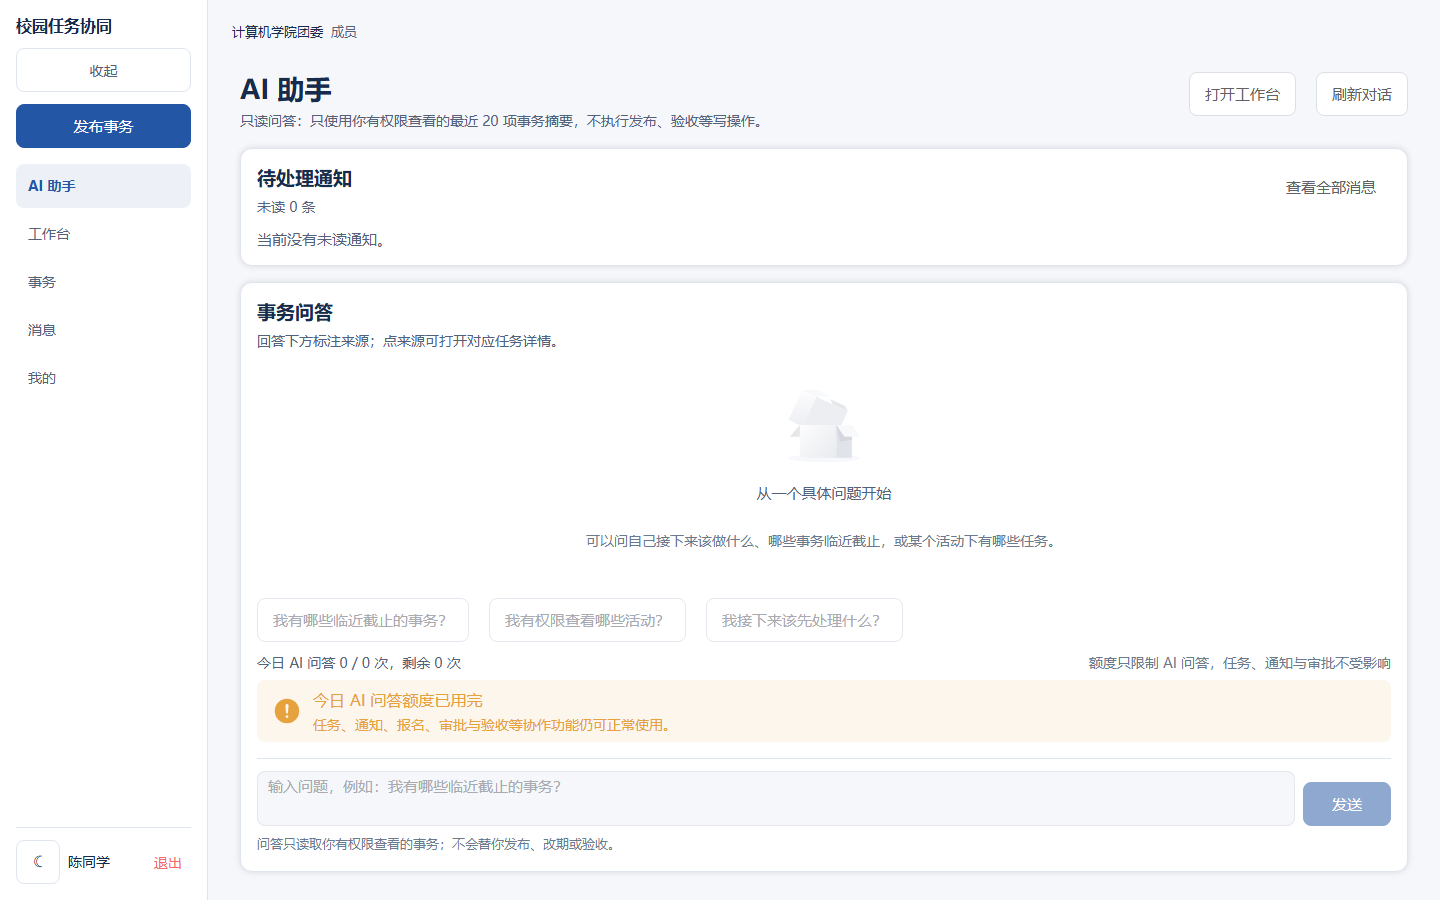 校园任务协同
收起
发布事务
AI 助手
工作台
事务
消息
我的
陈同学
退出
计算机学院团委 成员
AI 助手
只读问答：只使用你有权限查看的最近 20 项事务摘要，不执行发布、验收等写操作。
打开工作台
刷新对话
待处理通知
未读 0 条
当前没有未读通知。
查看全部消息
事务问答
回答下方标注来源；点来源可打开对应任务详情。
从一个具体问题开始
可以问自己接下来该做什么、哪些事务临近截止，或某个活动下有哪些任务。
我有哪些临近截止的事务？
我有权限查看哪些活动？
我接下来该先处理什么？
今日 AI 问答 0 / 0 次，剩余 0 次
额度只限制 AI 问答，任务、通知与审批不受影响
今日 AI 问答额度已用完
任务、通知、报名、审批与验收等协作功能仍可正常使用。
输入问题，例如：我有哪些临近截止的事务？
发送
问答只读取你有权限查看的事务；不会替你发布、改期或验收。